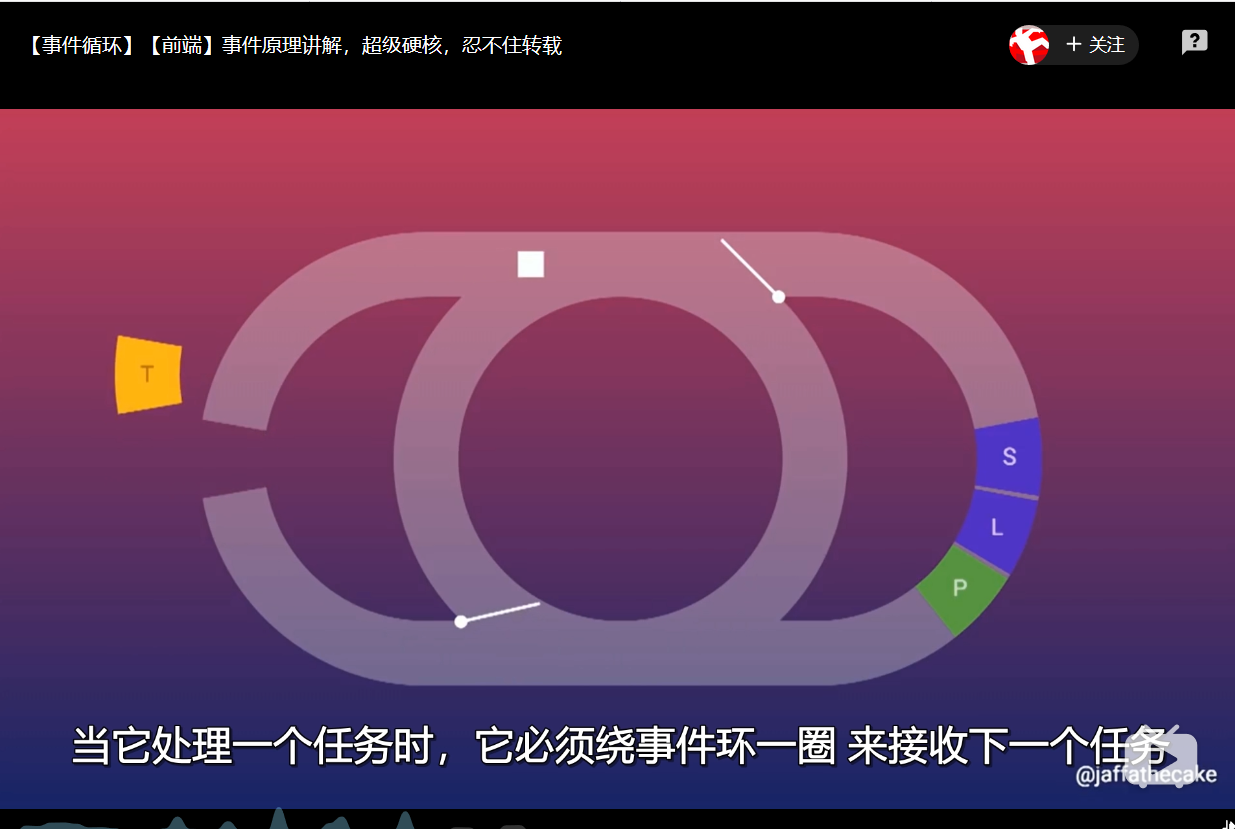 【事件循环】【前端】事件原理讲解，超级硬核，忍不住转载
+ 关注
?
T
S
L
P
当它处理一个任务时，它必须绕事件环一圈 来接收下一个任务
@jaffathecake